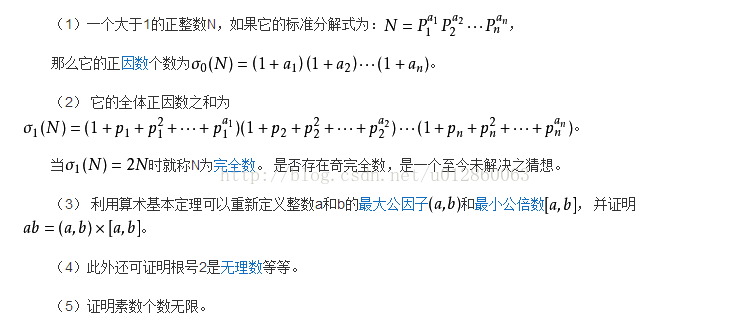 （1）一个大于1的正整数N，如果它的标准分解式为：$N = P_1^{a_1} P_2^{a_2} \cdots P_n^{a_n}$，
那么它的正因数个数为$\sigma_0(N) = (1 + a_1)(1 + a_2) \cdots (1 + a_n)$。
（2） 它的全体正因数之和为
$\sigma_1(N) = (1 + p_1 + p_1^2 + \cdots + p_1^{a_1})(1 + p_2 + p_2^2 + \cdots + p_2^{a_2}) \cdots (1 + p_n + p_n^2 + \cdots + p_n^{a_n})$。
当$\sigma_1(N) = 2N$时就称N为完全数。 是否存在奇完全数，是一个至今未解决之猜想。
http://blog.csdn.net/u012860063
（3） 利用算术基本定理可以重新定义整数a和b的最大公因子$(a, b)$和最小公倍数$[a, b]$， 并证明
$ab = (a, b) \times [a, b]$。
（4）此外还可证明根号2是无理数等等。
（5）证明素数个数无限。